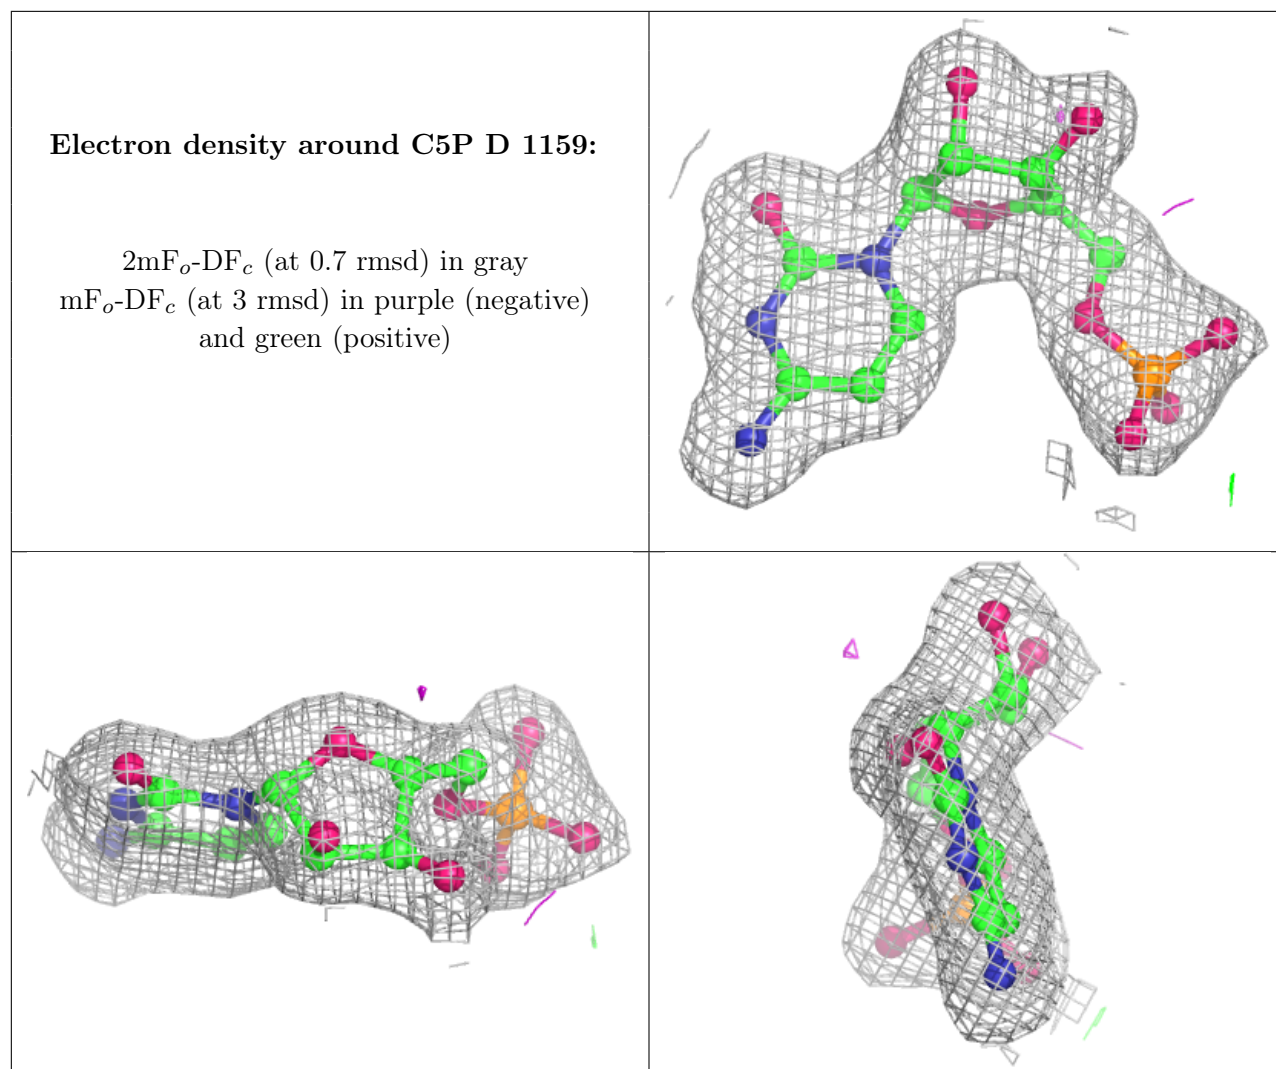 Electron density around C5P D 1159:
2mFo-DFc (at 0.7 rmsd) in gray
mFo-DFc (at 3 rmsd) in purple (negative)
and green (positive)